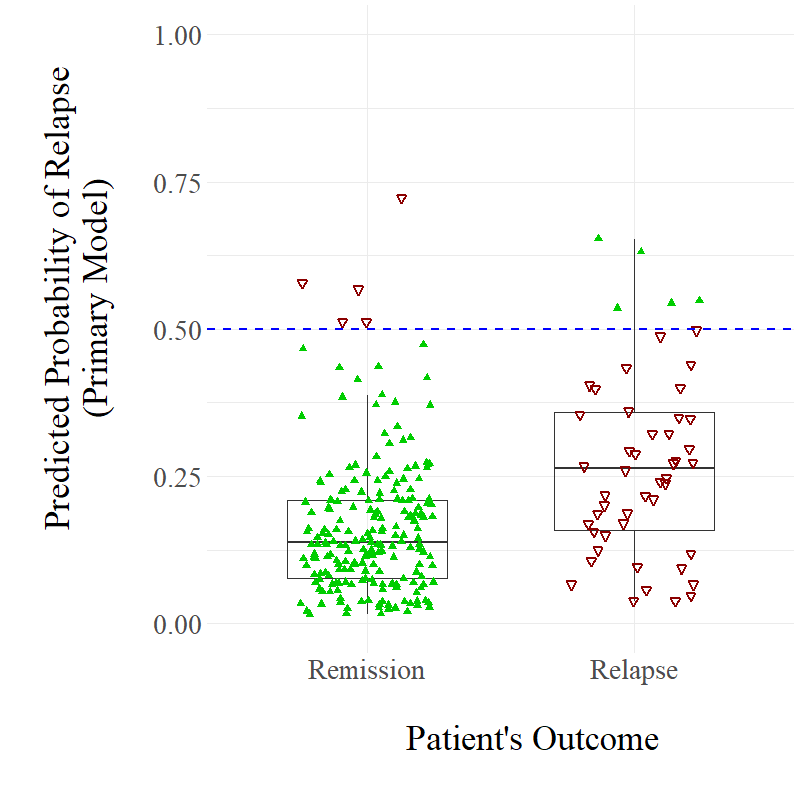 Predicted Probability of Relapse
(Primary Model)
1.00
0.75
0.50
0.25
0.00
Remission
Relapse
Patient's Outcome